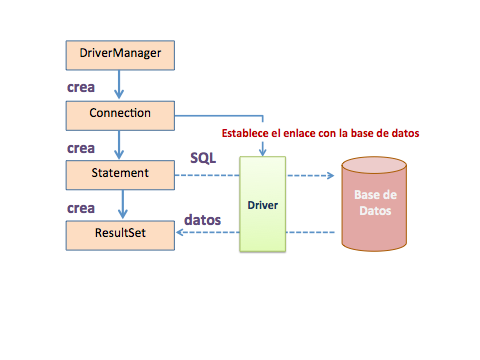 DriverManager
crea
Connection
Establece el enlace con la base de datos
crea
SQL
Statement
Driver
Base de
Datos
crea
datos
ResultSet